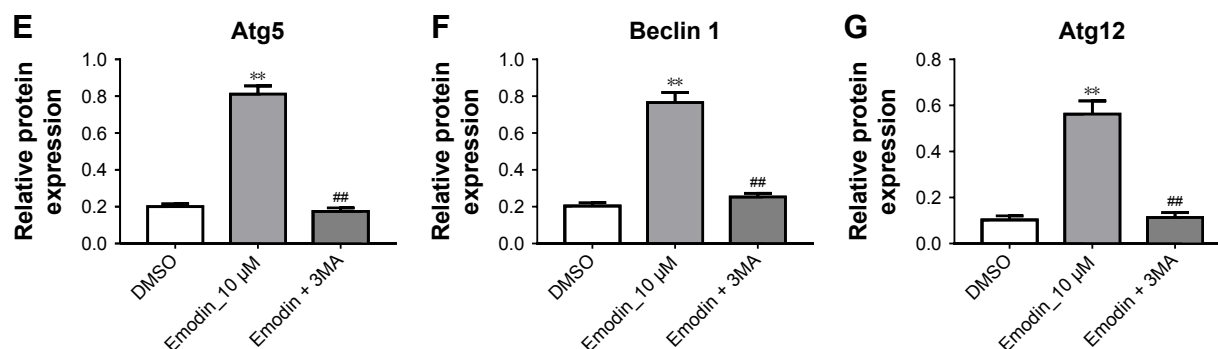 E
Atg5
Relative protein
expression
1.0
0.8
0.6
0.4
0.2
0.0
**
##
DMSO
Emodin_10 µM
Emodin + 3MA
F
Beclin 1
Relative protein
expression
1.0
0.8
0.6
0.4
0.2
0.0
**
##
DMSO
Emodin_10 µM
Emodin + 3MA
G
Atg12
Relative protein
expression
0.8
0.6
0.4
0.2
0.0
**
##
DMSO
Emodin_10 µM
Emodin + 3MA